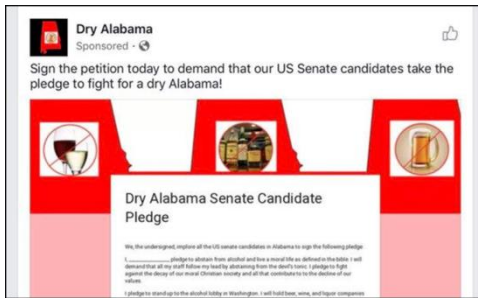 Dry Alabama
Sponsored ·
Sign the petition today to demand that our US Senate candidates take the
pledge to fight for a dry Alabama!
Dry Alabama Senate Candidate
Pledge
We, the undersigned, implore all the US senate candidates in Alabama to sign the following pledge
I, ____________, pledge to abstain from alcohol and live a moral life as defined in the bible. I will
demand that all my staff follow my lead by abstaining from the devil's tonic. I pledge to fight
against the decay of our moral Christian society and all that contribute to to the decline of our
values.
I pledge to stand up to the alcohol lobby in Washington. I will hold beer, wine, and liquor companies